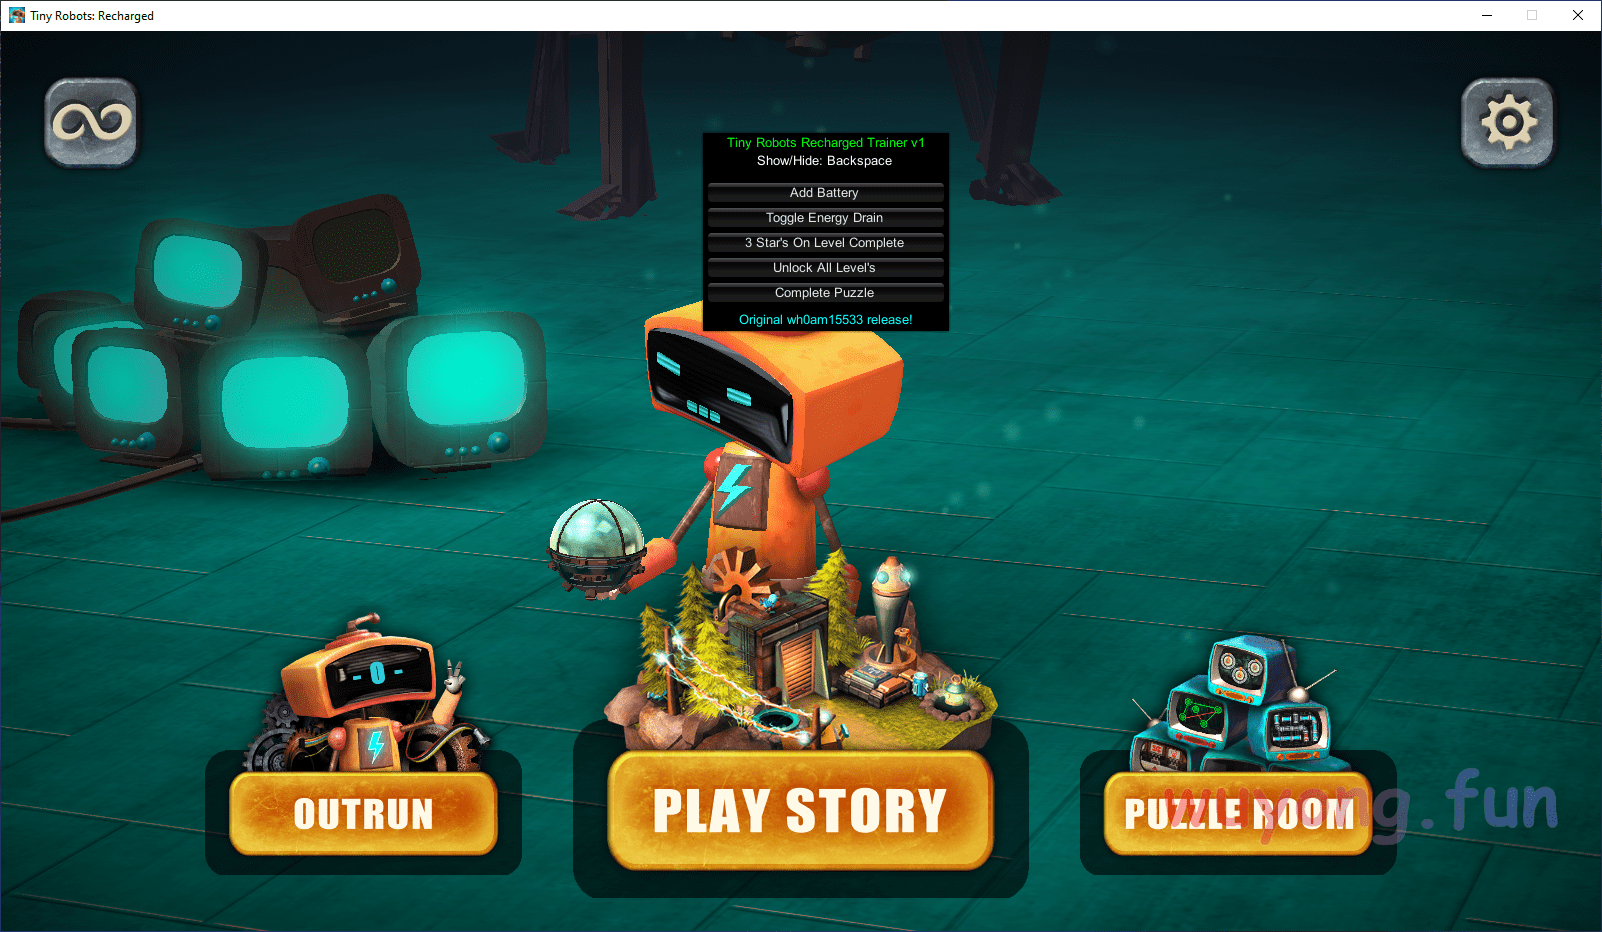 Tiny Robots: Recharged
Tiny Robots Recharged Trainer v1
Show/Hide: Backspace
Add Battery
Toggle Energy Drain
3 Star's On Level Complete
Unlock All Level's
Complete Puzzle
Original wh0am15533 release!
OUTRUN
PLAY STORY
PUZZLE ROOM
wuyong.fun